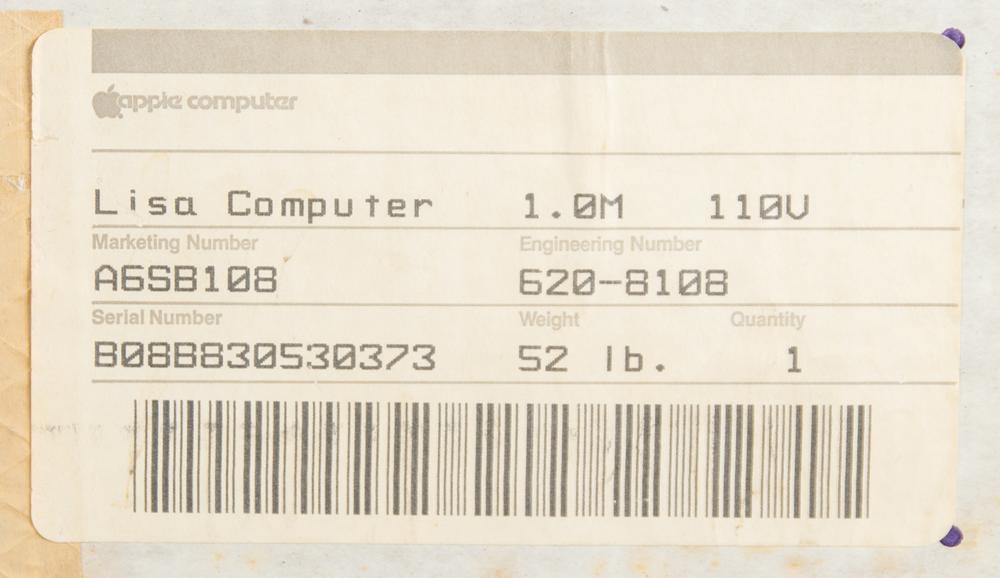 apple computer
Lisa Computer 1.0M 110V
Marketing Number Engineering Number
A6SB108 620-8108
Serial Number Weight Quantity
B08B830530373 52 lb. 1